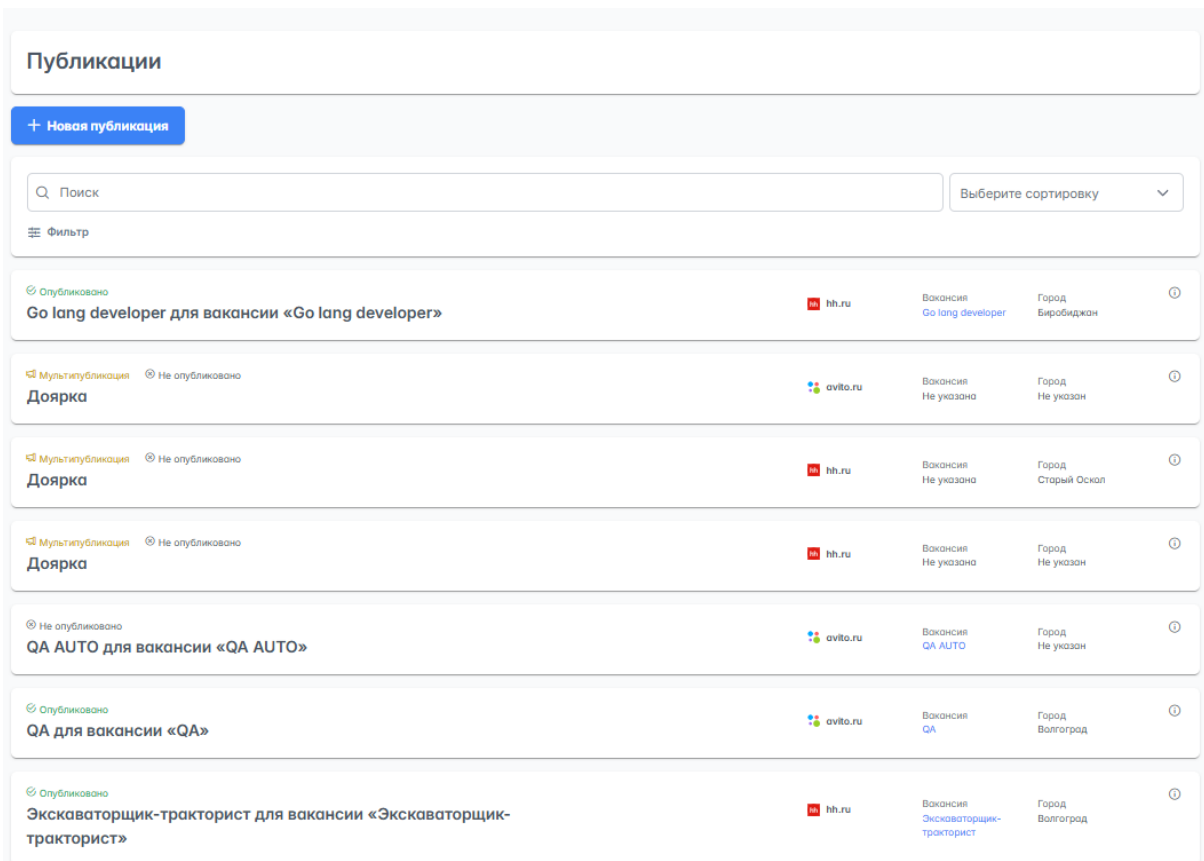 Публикации
+ Новая публикация
Поиск
Выберите сортировку
Фильтр
Опубликовано
Go lang developer для вакансии «Go lang developer»
hh hh.ru
Вакансия
Go lang developer
Город
Биробиджан
Мультипубликация Не опубликовано
Доярка
avito.ru
Вакансия
Не указана
Город
Не указан
Мультипубликация Не опубликовано
Доярка
hh hh.ru
Вакансия
Не указана
Город
Старый Оскол
Мультипубликация Не опубликовано
Доярка
hh hh.ru
Вакансия
Не указана
Город
Не указан
Не опубликовано
QA AUTO для вакансии «QA AUTO»
avito.ru
Вакансия
QA AUTO
Город
Не указан
Опубликовано
QA для вакансии «QA»
avito.ru
Вакансия
QA
Город
Волгоград
Опубликовано
Экскаваторщик-тракторист для вакансии «Экскаваторщик-
тракторист»
hh hh.ru
Вакансия
Экскаваторщик-
тракторист
Город
Волгоград